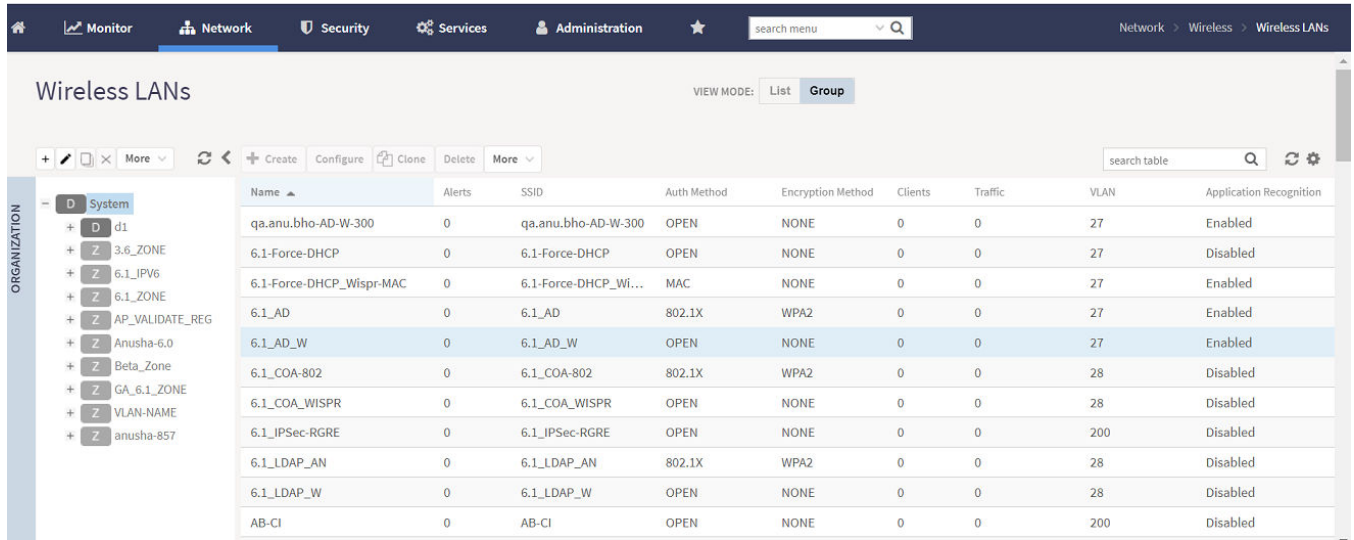 Monitor Network Security Services Administration search menu Network > Wireless > Wireless LANs
Wireless LANs VIEW MODE: List Group
+ More Create Configure Clone Delete More search table
ORGANIZATION
D System
+ D d1
+ Z 3.6_ZONE
+ Z 6.1_IPV6
+ Z 6.1_ZONE
+ Z AP_VALIDATE_REG
+ Z Anusha-6.0
+ Z Beta_Zone
+ Z GA_6.1_ZONE
+ Z VLAN-NAME
+ Z anusha-857
Name Alerts SSID Auth Method Encryption Method Clients Traffic VLAN Application Recognition
qa.anu.bho-AD-W-300 0 qa.anu.bho-AD-W-300 OPEN NONE 0 0 27 Enabled
6.1-Force-DHCP 0 6.1-Force-DHCP OPEN NONE 0 0 27 Disabled
6.1-Force-DHCP_Wispr-MAC 0 6.1-Force-DHCP_Wi... MAC NONE 0 0 27 Enabled
6.1_AD 0 6.1_AD 802.1X WPA2 0 0 27 Enabled
6.1_AD_W 0 6.1_AD_W OPEN NONE 0 0 27 Enabled
6.1_COA-802 0 6.1_COA-802 802.1X WPA2 0 0 28 Disabled
6.1_COA_WISPR 0 6.1_COA_WISPR OPEN NONE 0 0 28 Disabled
6.1_IPSec-RGRE 0 6.1_IPSec-RGRE OPEN NONE 0 0 200 Disabled
6.1_LDAP_AN 0 6.1_LDAP_AN 802.1X WPA2 0 0 28 Disabled
6.1_LDAP_W 0 6.1_LDAP_W OPEN NONE 0 0 28 Disabled
AB-CI 0 AB-CI OPEN NONE 0 0 200 Disabled